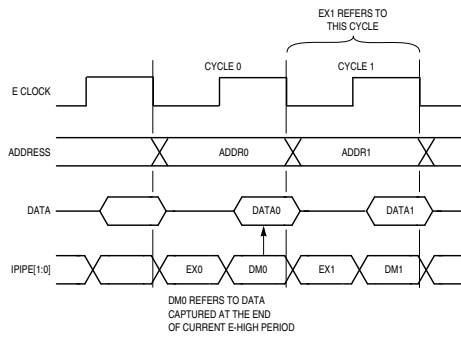 EX1 REFERS TO
THIS CYCLE
CYCLE 0
CYCLE 1
E CLOCK
ADDRESS
ADDR0
ADDR1
DATA
DATA0
DATA1
IPIPE[1:0]
EX0
DM0
EX1
DM1
DM0 REFERS TO DATA
CAPTURED AT THE END
OF CURRENT E-HIGH PERIOD